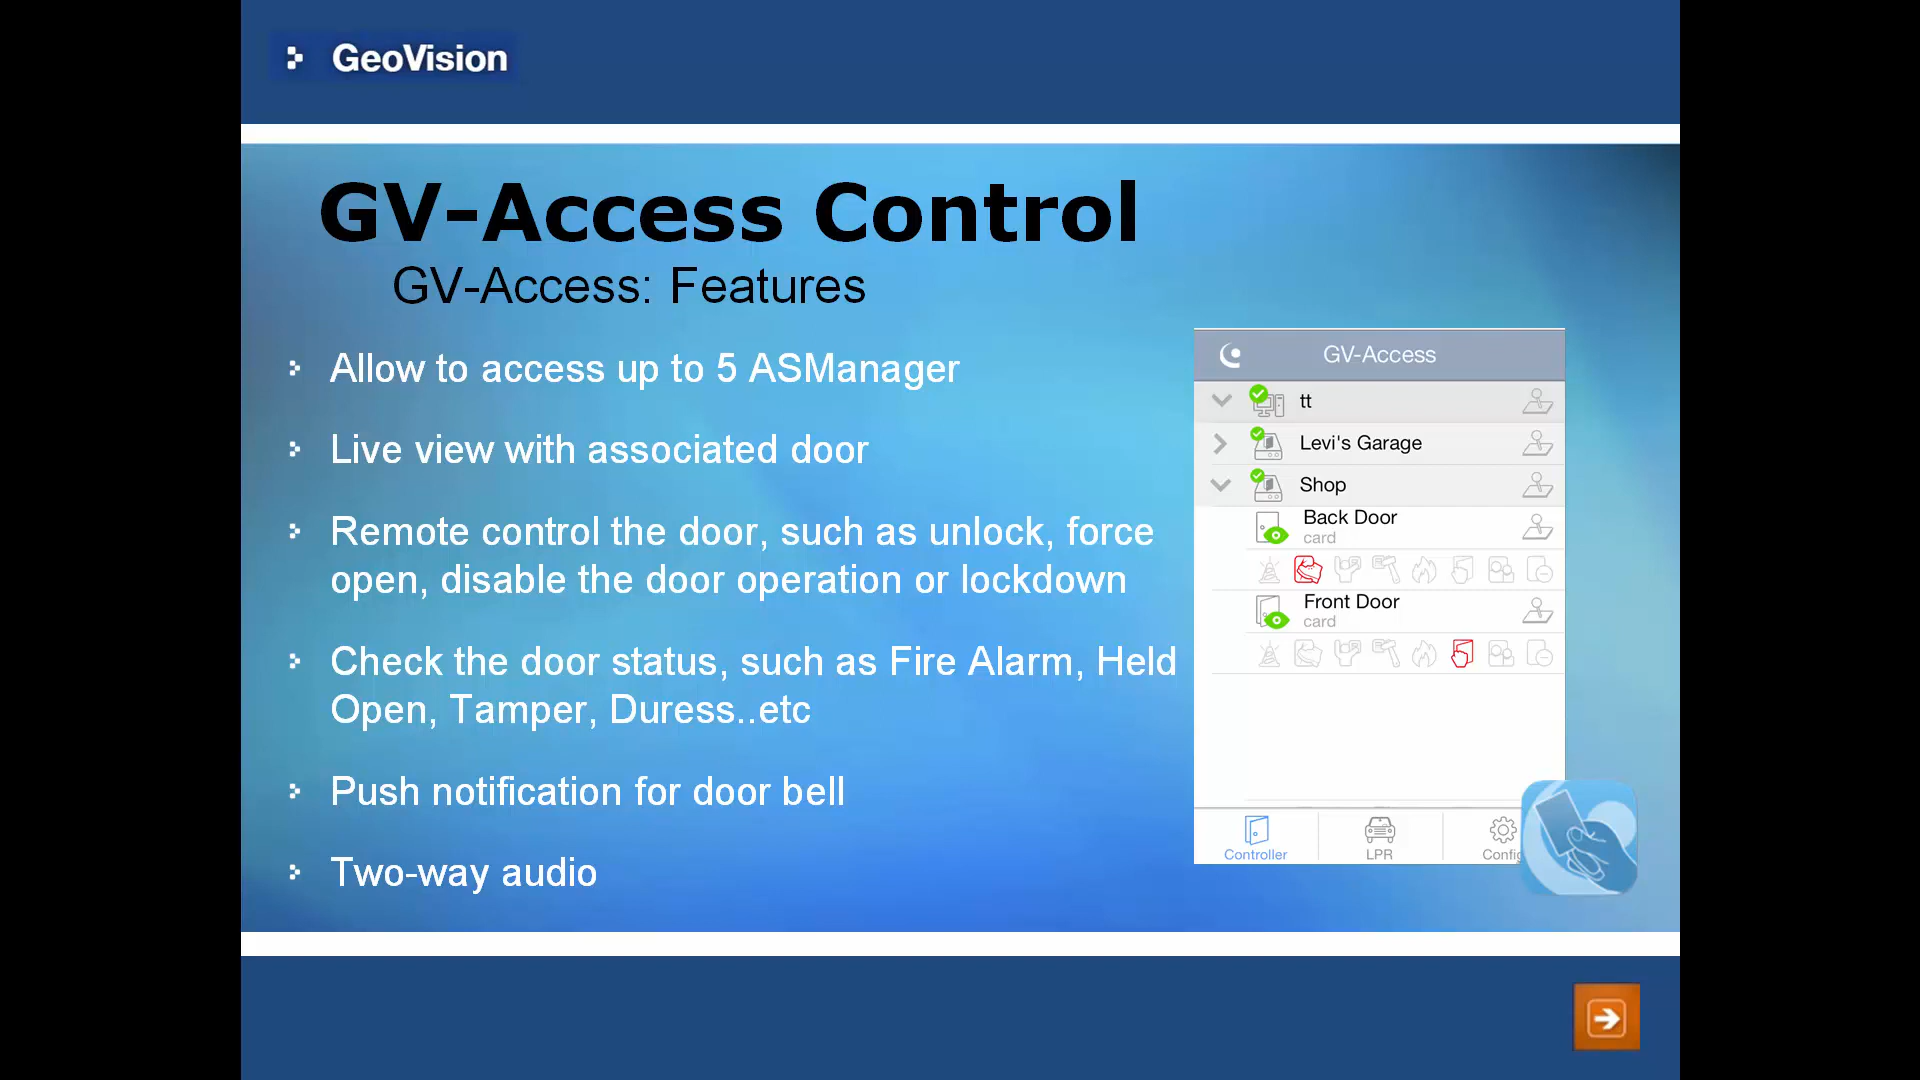 GeoVision
GV-Access Control
GV-Access: Features
Allow to access up to 5 ASManager
Live view with associated door
Remote control the door, such as unlock, force
open, disable the door operation or lockdown
Check the door status, such as Fire Alarm, Held
Open, Tamper, Duress..etc
Push notification for door bell
Two-way audio
GV-Access
tt
Levi's Garage
Shop
Back Door
card
Front Door
card
Controller
LPR
Config